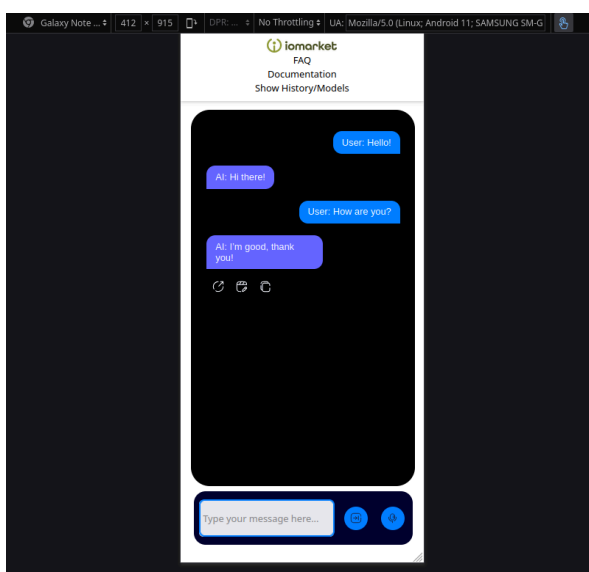 Galaxy Note ... 412 × 915 DPR: ... No Throttling UA: Mozilla/5.0 (Linux; Android 11; SAMSUNG SM-G
iomarket
FAQ
Documentation
Show History/Models
User: Hello!
AI: Hi there!
User: How are you?
AI: I'm good, thank
you!
Type your message here...